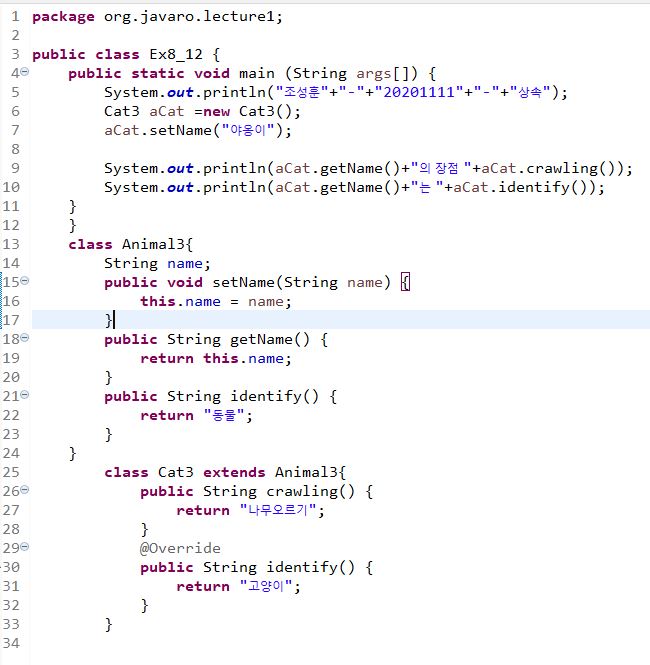 1 package org.javaro.lecture1;
2
3 public class Ex8_12 {
4 public static void main (String args[]) {
5 System.out.println("조성훈"+"-"+"20201111"+"-"+"상속");
6 Cat3 aCat =new Cat3();
7 aCat.setName("야옹이");
8
9 System.out.println(aCat.getName()+"의 장점 "+aCat.crawling());
10 System.out.println(aCat.getName()+"는 "+aCat.identify());
11 }
12 }
13 class Animal3{
14 String name;
15 public void setName(String name) {
16 this.name = name;
17 }
18 public String getName() {
19 return this.name;
20 }
21 public String identify() {
22 return "동물";
23 }
24 }
25 class Cat3 extends Animal3{
26 public String crawling() {
27 return "나무오르기";
28 }
29 @Override
30 public String identify() {
31 return "고양이";
32 }
33 }
34